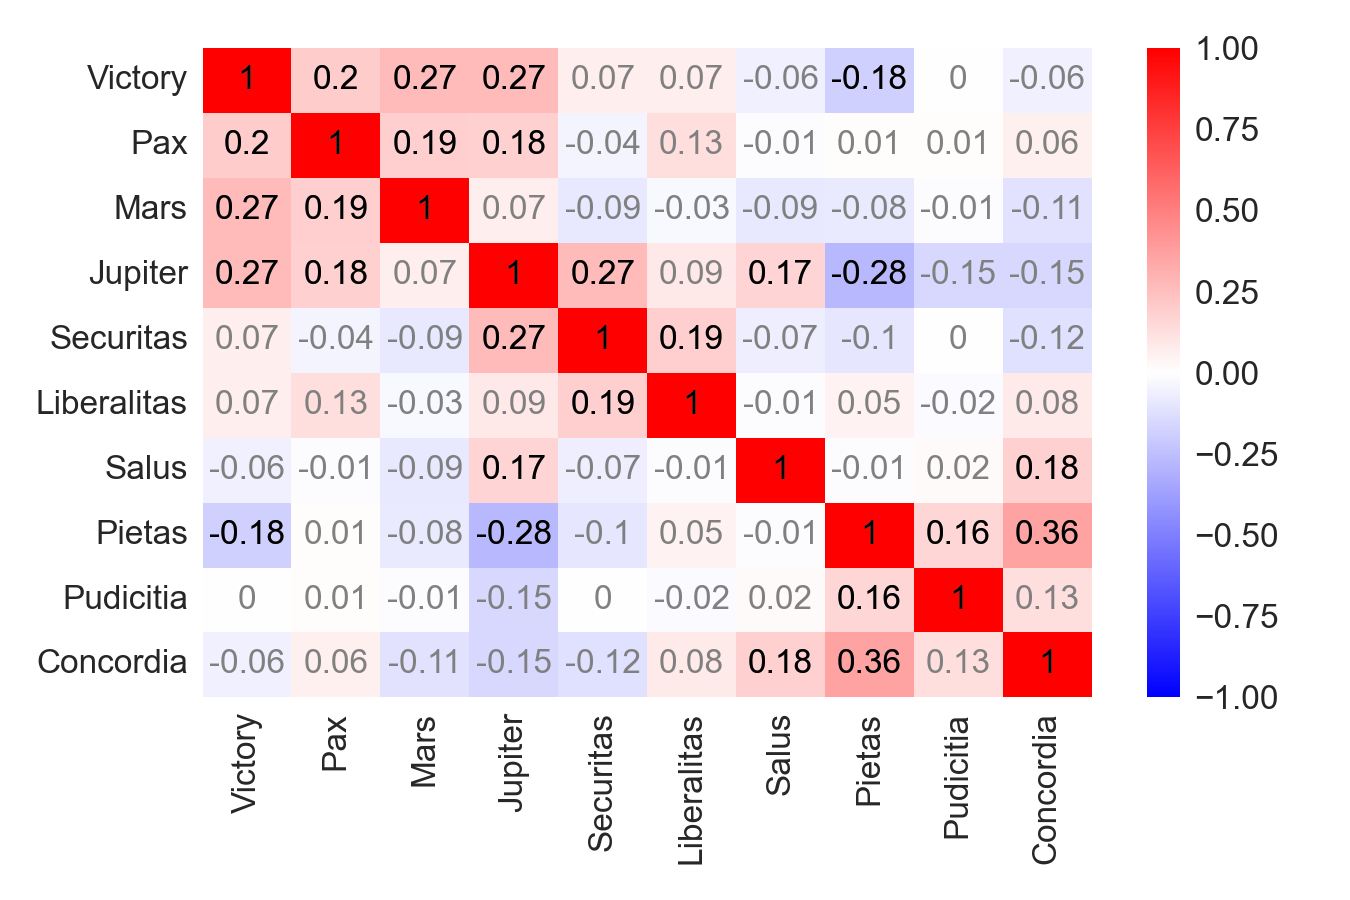 Victory 1 0.2 0.27 0.27 0.07 0.07 -0.06 -0.18 0 -0.06
Pax 0.2 1 0.19 0.18 -0.04 0.13 -0.01 0.01 0.01 0.06
Mars 0.27 0.19 1 0.07 -0.09 -0.03 -0.09 -0.08 -0.01 -0.11
Jupiter 0.27 0.18 0.07 1 0.27 0.09 0.17 -0.28 -0.15 -0.15
Securitas 0.07 -0.04 -0.09 0.27 1 0.19 -0.07 -0.1 0 -0.12
Liberalitas 0.07 0.13 -0.03 0.09 0.19 1 -0.01 0.05 -0.02 0.08
Salus -0.06 -0.01 -0.09 0.17 -0.07 -0.01 1 -0.01 0.02 0.18
Pietas -0.18 0.01 -0.08 -0.28 -0.1 0.05 -0.01 1 0.16 0.36
Pudicitia 0 0.01 -0.01 -0.15 0 -0.02 0.02 0.16 1 0.13
Concordia -0.06 0.06 -0.11 -0.15 -0.12 0.08 0.18 0.36 0.13 1
Victory Pax Mars Jupiter Securitas Liberalitas Salus Pietas Pudicitia Concordia
1.00
0.75
0.50
0.25
0.00
−0.25
−0.50
−0.75
−1.00